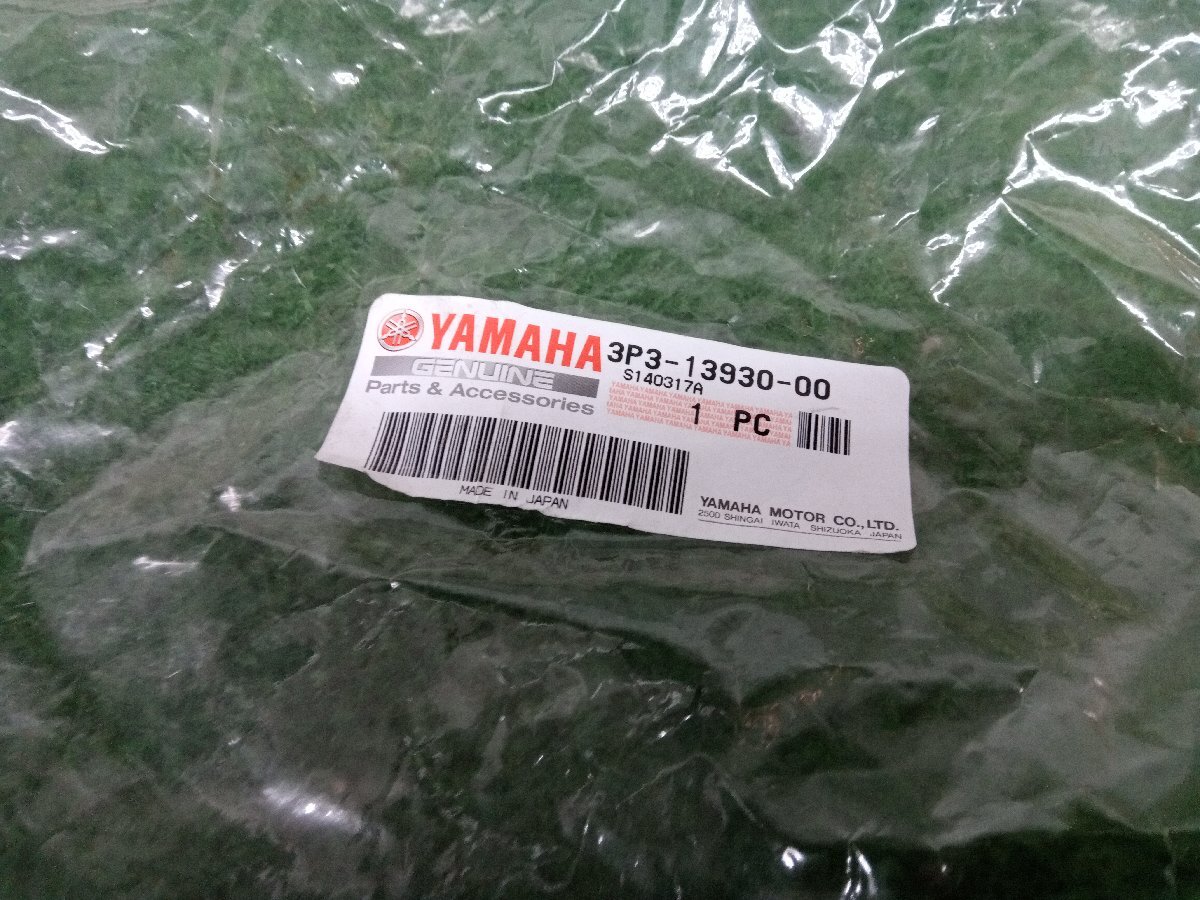 YAMAHA
GENUINE
Parts & Accessories
3P3-13930-00
S140317A
1 PC
MADE IN JAPAN
YAMAHA MOTOR CO.,LTD.
2500 SHINGAI IWATA SHIZUOKA JAPAN